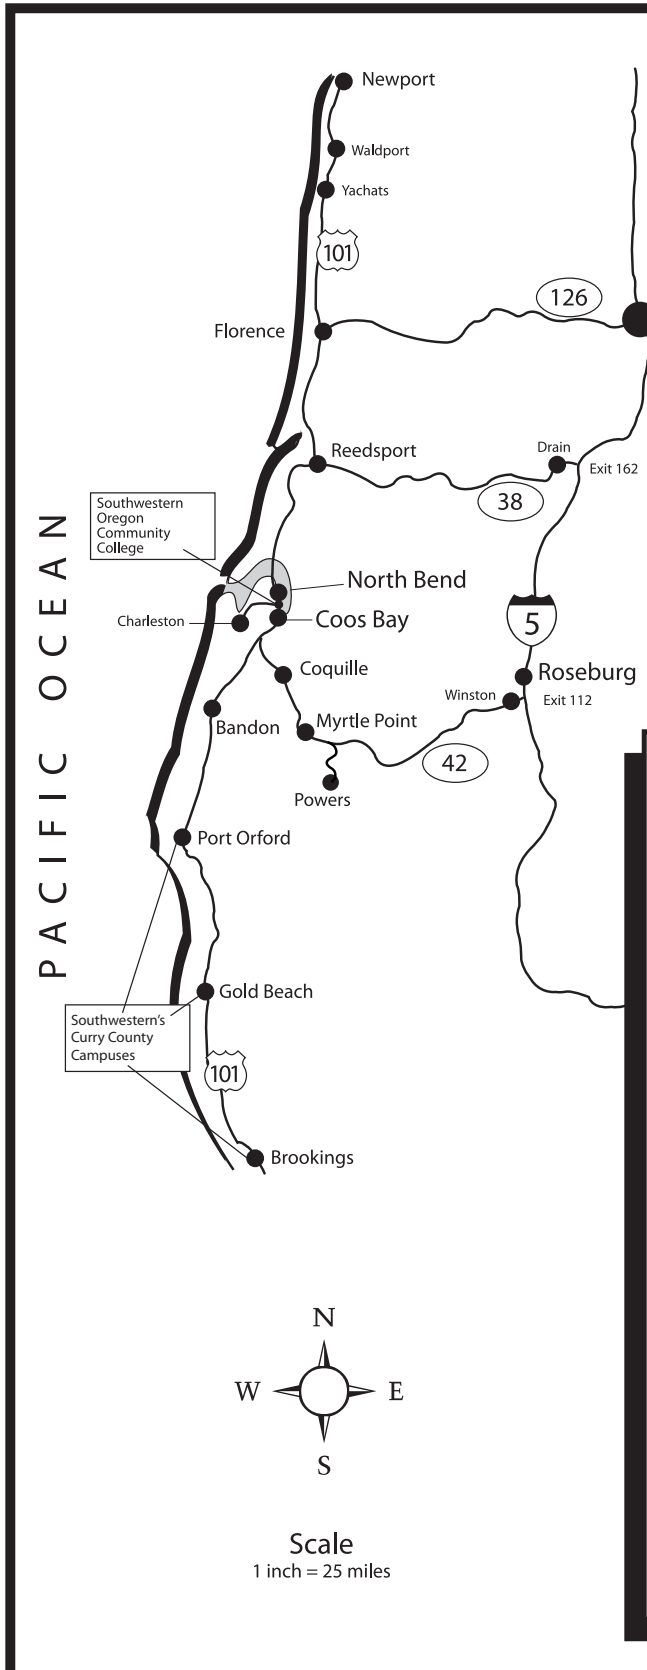 Newport
Waldport
Yachats
101
126
Florence
Reedsport
Drain
Exit 162
38
Southwestern
Oregon
Community
College
North Bend
Charleston
Coos Bay
5
Coquille
Roseburg
Winston
Exit 112
Bandon
Myrtle Point
42
Powers
PACIFIC OCEAN
Port Orford
Gold Beach
Southwestern's
Curry County
Campuses
101
Brookings
N
W
E
S
Scale
1 inch = 25 miles